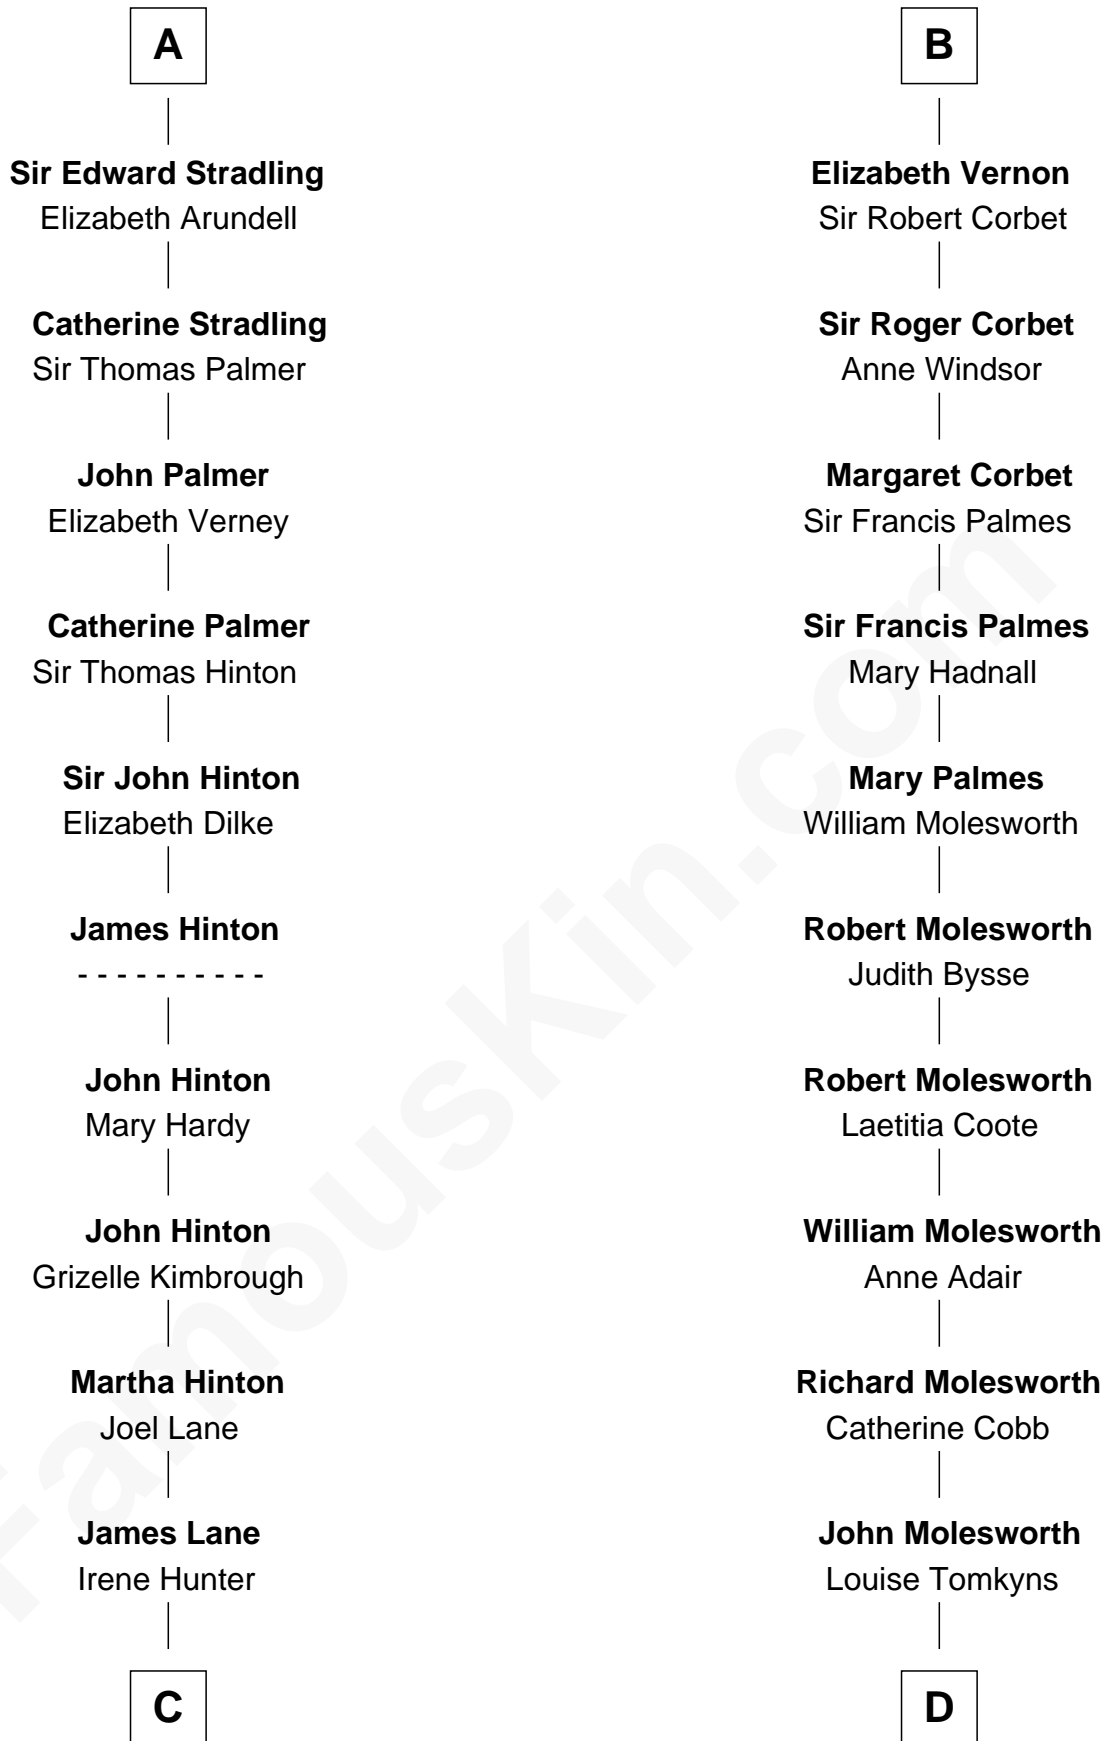 A
Sir Edward Stradling
Elizabeth Arundell
Catherine Stradling
Sir Thomas Palmer
John Palmer
Elizabeth Verney
Catherine Palmer
Sir Thomas Hinton
Sir John Hinton
Elizabeth Dilke
James Hinton
- - - - - - - - - -
John Hinton
Mary Hardy
John Hinton
Grizelle Kimbrough
Martha Hinton
Joel Lane
James Lane
Irene Hunter
C
B
Elizabeth Vernon
Sir Robert Corbet
Sir Roger Corbet
Anne Windsor
Margaret Corbet
Sir Francis Palmes
Sir Francis Palmes
Mary Hadnall
Mary Palmes
William Molesworth
Robert Molesworth
Judith Bysse
Robert Molesworth
Laetitia Coote
William Molesworth
Anne Adair
Richard Molesworth
Catherine Cobb
John Molesworth
Louise Tomkyns
D
FamousKin.com